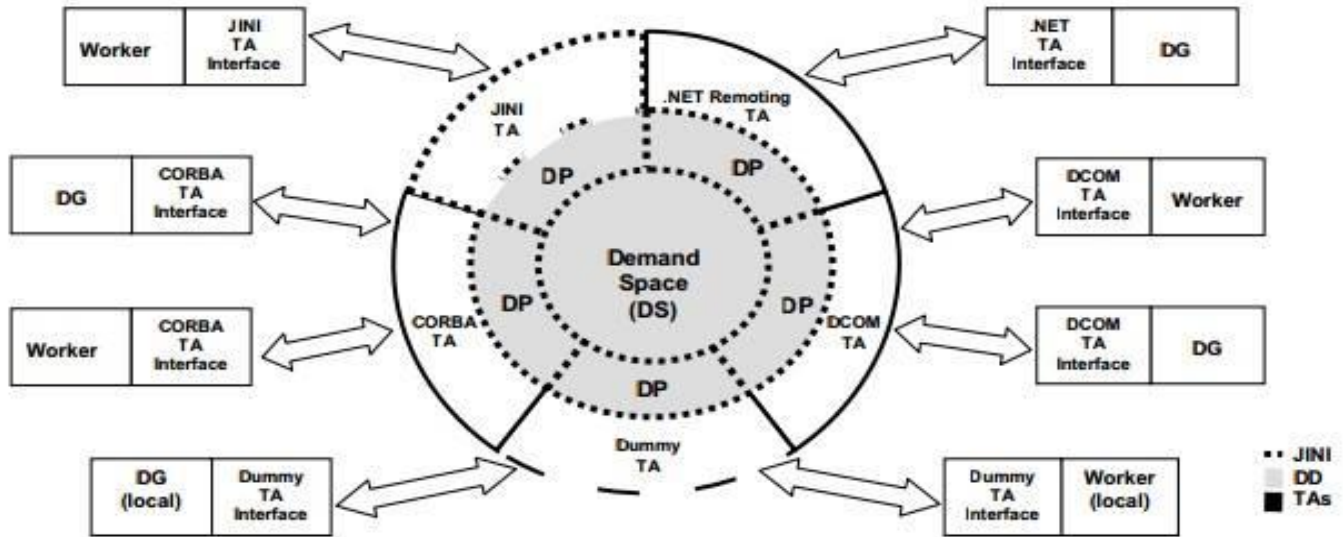 Worker
JINI
TA
Interface
.NET
TA
Interface
DG
JINI
TA
.NET Remoting
TA
DP
DP
DG
CORBA
TA
Interface
DCOM
TA
Interface
Worker
Demand
Space
(DS)
DP
DP
CORBA
TA
DCOM
TA
Worker
CORBA
TA
Interface
DCOM
TA
Interface
DG
DP
Dummy
TA
DG
(local)
Dummy
TA
Interface
Dummy
TA
Interface
Worker
(local)
JINI
DD
TAs